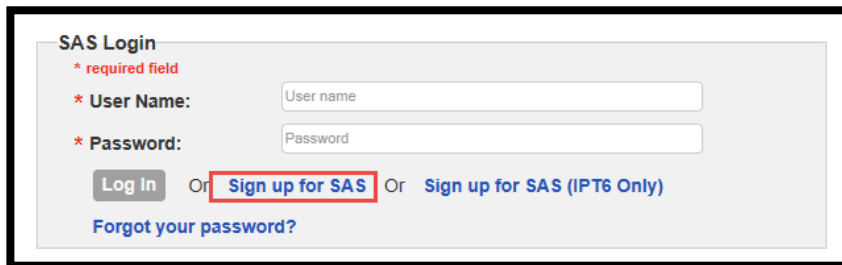 SAS Login
* required field
* User Name: User name
* Password: Password
Log In Or Sign up for SAS Or Sign up for SAS (IPT6 Only)
Forgot your password?